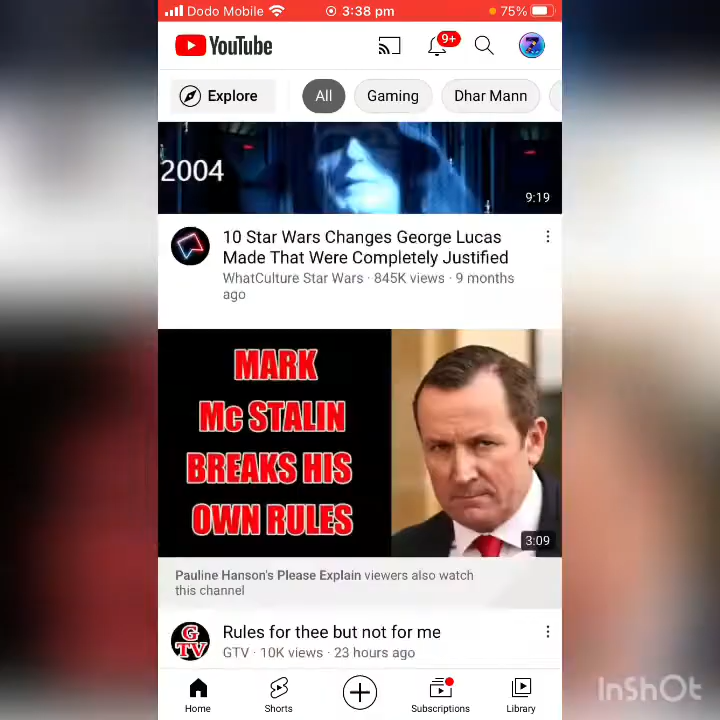 Dodo Mobile 3:38 pm 75%
YouTube 9+
Explore All Gaming Dhar Mann
2004
9:19
10 Star Wars Changes George Lucas
Made That Were Completely Justified
WhatCulture Star Wars · 845K views · 9 months
ago
MARK
Mc STALIN
BREAKS HIS
OWN RULES
3:09
Pauline Hanson's Please Explain viewers also watch
this channel
GTV
Rules for thee but not for me
GTV · 10K views · 23 hours ago
Home Shorts Subscriptions Library
InShOt